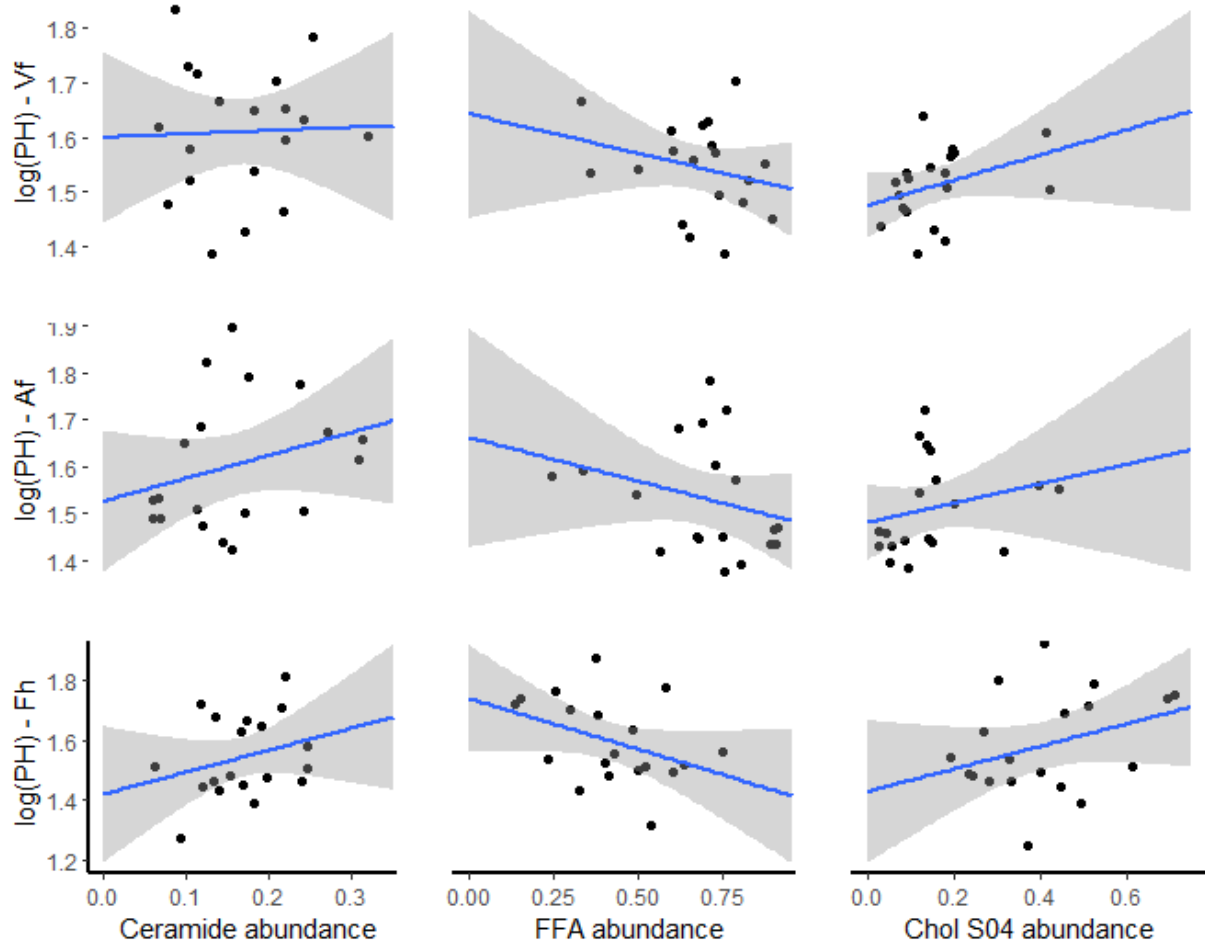 log(PH) - Vf
1.8
1.7
1.6
1.5
1.4
log(PH) - Af
1.9
1.8
1.7
1.6
1.5
1.4
log(PH) - Fh
1.8
1.6
1.4
1.2
0.0 0.1 0.2 0.3
0.00 0.25 0.50 0.75
0.0 0.2 0.4 0.6
Ceramide abundance
FFA abundance
Chol S04 abundance